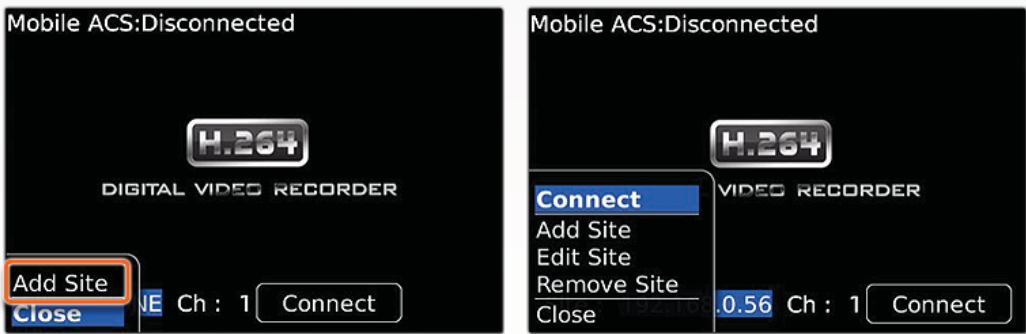 Mobile ACS:Disconnected
H.264
DIGITAL VIDEO RECORDER
Add Site
Close
NE Ch : 1 Connect
Mobile ACS:Disconnected
H.264
VIDEO RECORDER
Connect
Add Site
Edit Site
Remove Site
Close
.0.56 Ch : 1 Connect